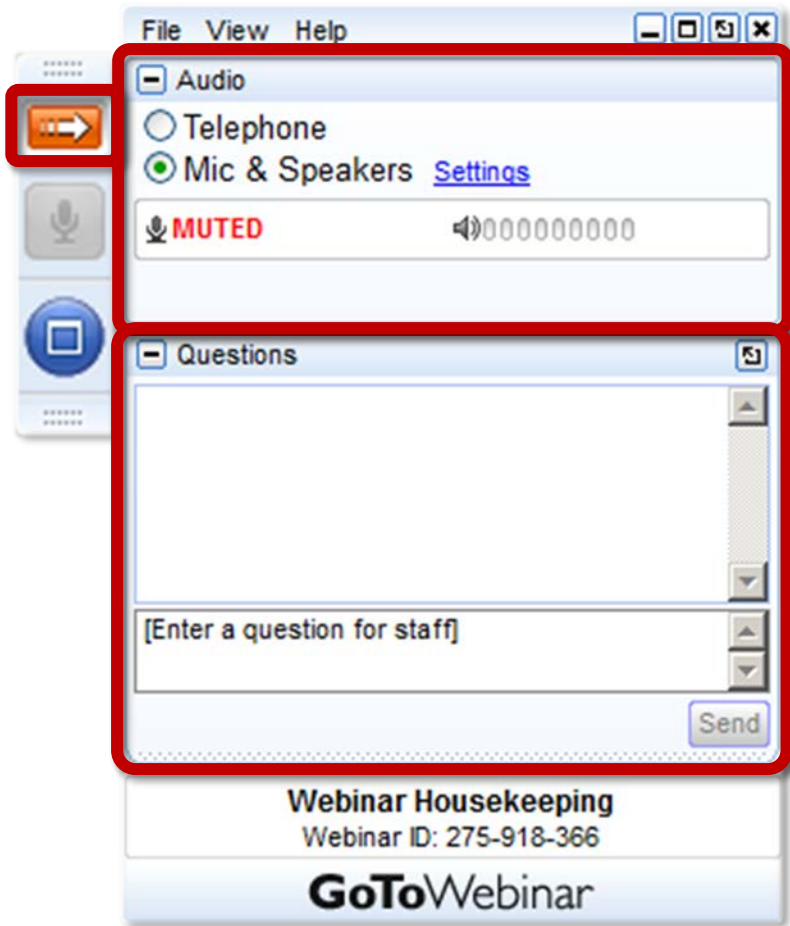 File View Help
Audio
Telephone
Mic & Speakers Settings
MUTED 000000000
Questions
[Enter a question for staff]
Send
Webinar Housekeeping
Webinar ID: 275-918-366
GoToWebinar